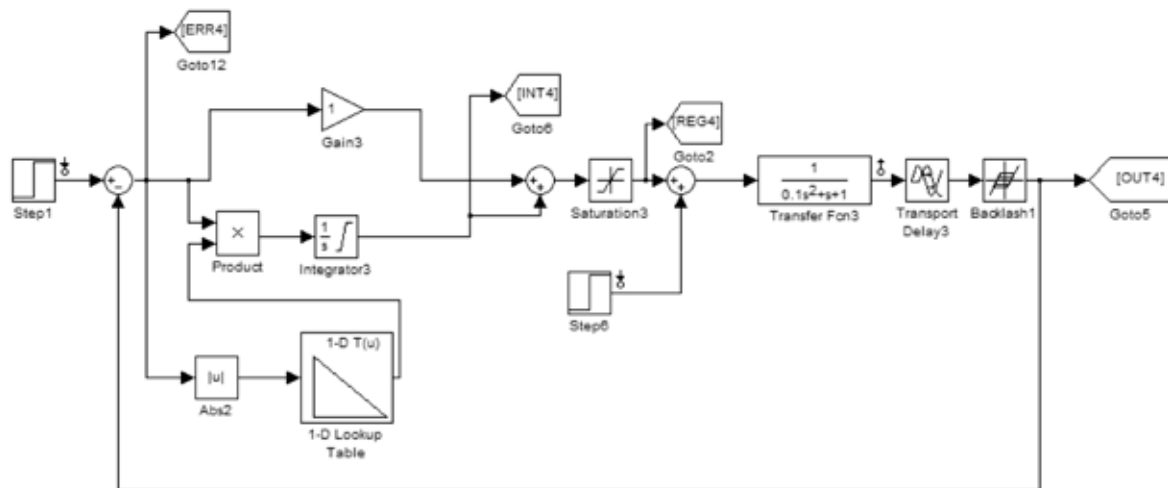 [ERR4]
Goto12
1
Gain3
[INT4]
Goto6
[REG4]
Goto2
Step1
+
−
×
Product
1
s
Integrator3
+
+
Saturation3
+
+
1
0.1s²+s+1
Transfer Fcn3
Transport
Delay3
Backlash1
[OUT4]
Goto5
Step6
|u|
Abs2
1-D T(u)
1-D Lookup
Table